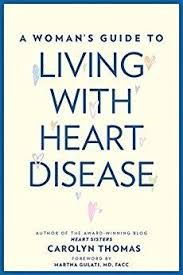 A WOMAN'S GUIDE TO
LIVING
WITH
HEART
DISEASE
AUTHOR OF THE AWARD-WINNING BLOG
HEART SISTERS
CAROLYN THOMAS
FOREWORD BY
MARTHA GULATI, MD, FACC